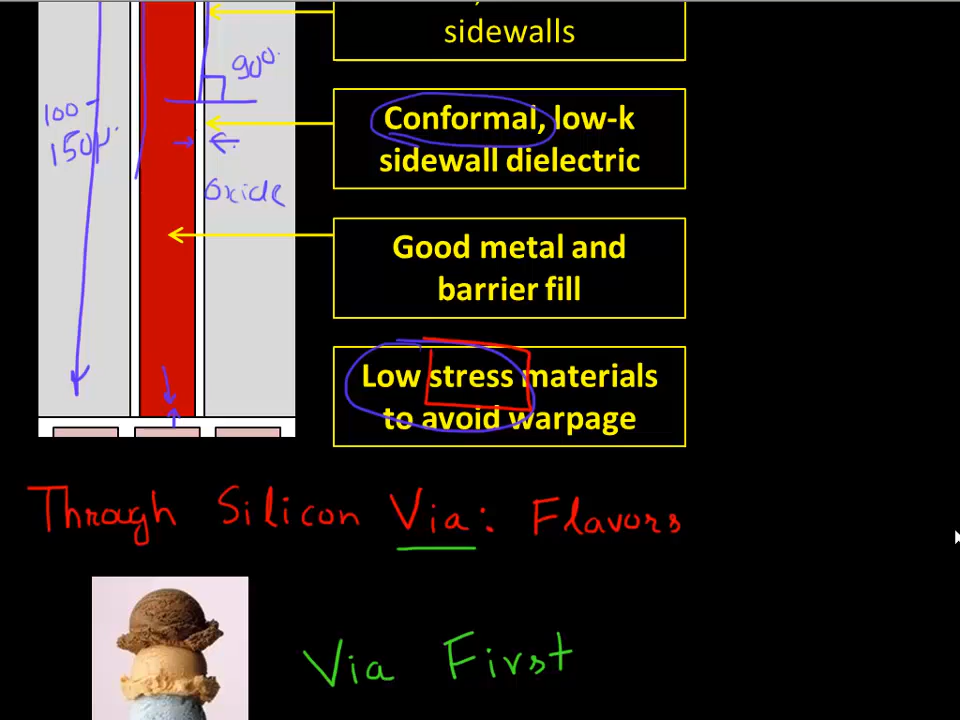 sidewalls
90°
100
150μ
Conformal, low-k
sidewall dielectric
Oxide
Good metal and
barrier fill
Low stress materials
to avoid warpage
Through Silicon Via: Flavors
Via First